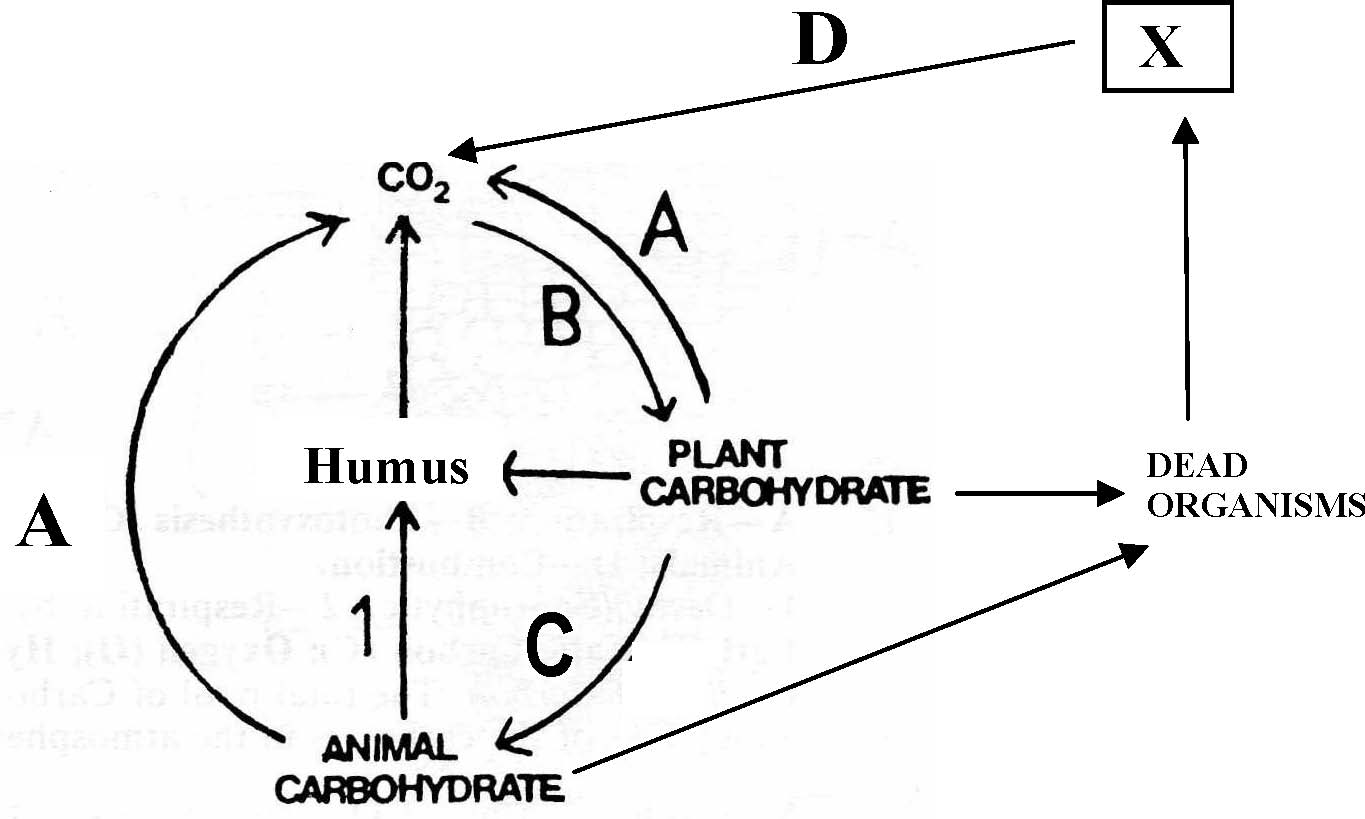 D
X
CO₂
A
B
Humus
PLANT
CARBOHYDRATE
DEAD
ORGANISMS
A
1
C
ANIMAL
CARBOHYDRATE